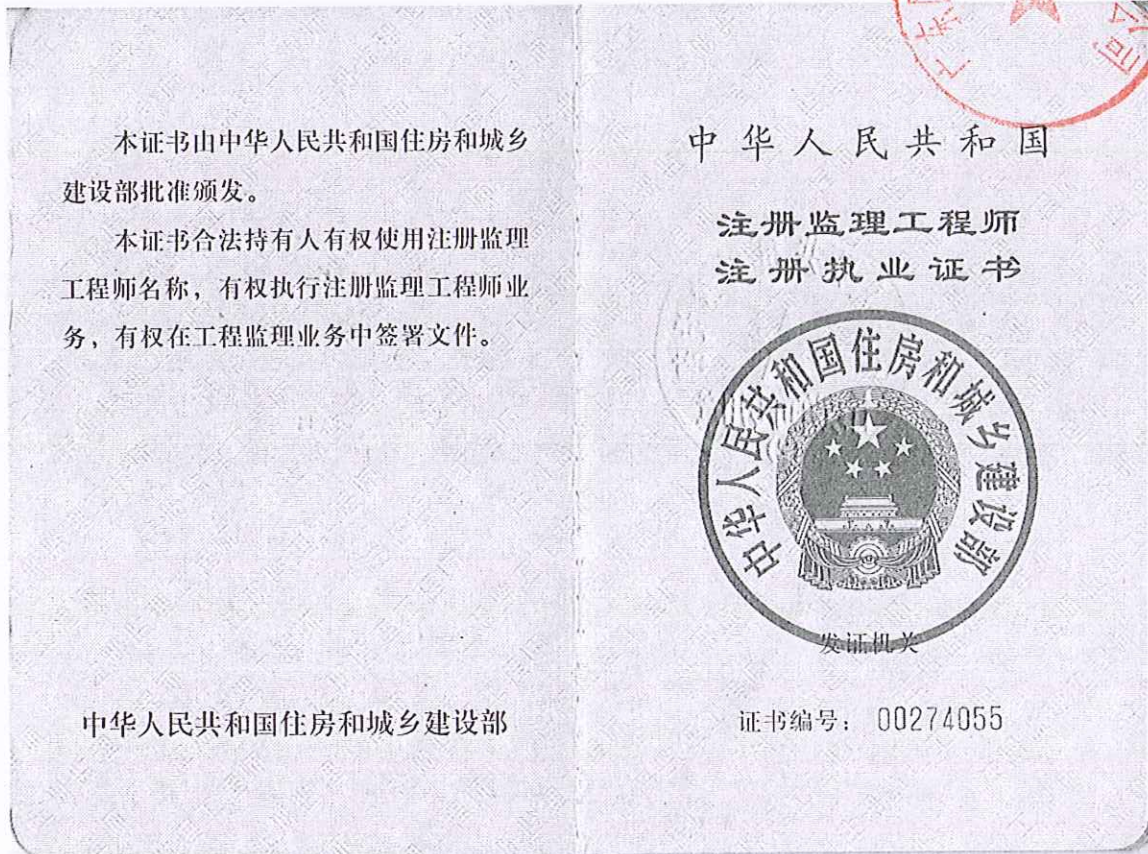 本证书由中华人民共和国住房和城乡
建设部批准颁发。
本证书合法持有人有权使用注册监理
工程师名称，有权执行注册监理工程师业
务，有权在工程监理业务中签署文件。
中华人民共和国住房和城乡建设部
中华人民共和国
注册监理工程师
注册执业证书
中华人民共和国住房和城乡建设部
发证机关
证书编号： 00274055